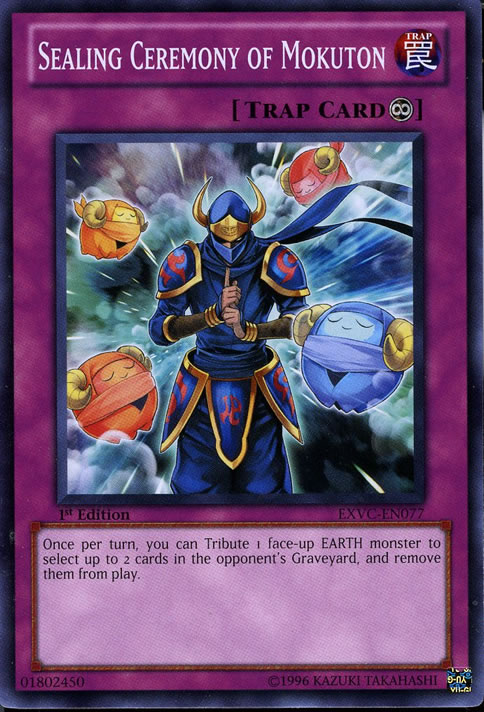 SEALING CEREMONY OF MOKUTON
TRAP
罠
[TRAP CARD]
1st Edition
EXVC-EN077
Once per turn, you can Tribute 1 face-up EARTH monster to
select up to 2 cards in the opponent's Graveyard, and remove
them from play.
01802450
©1996 KAZUKI TAKAHASHI